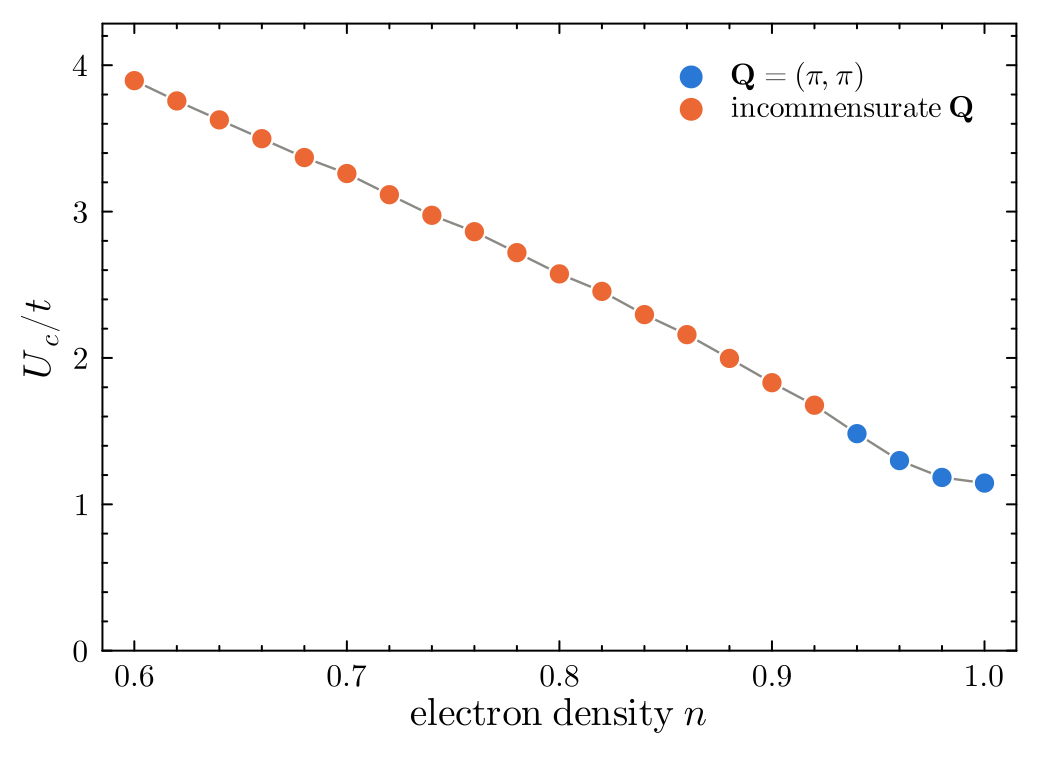 4
3
2
1
0
U_c/t
Q = (π, π)
incommensurate Q
0.6 0.7 0.8 0.9 1.0
electron density n